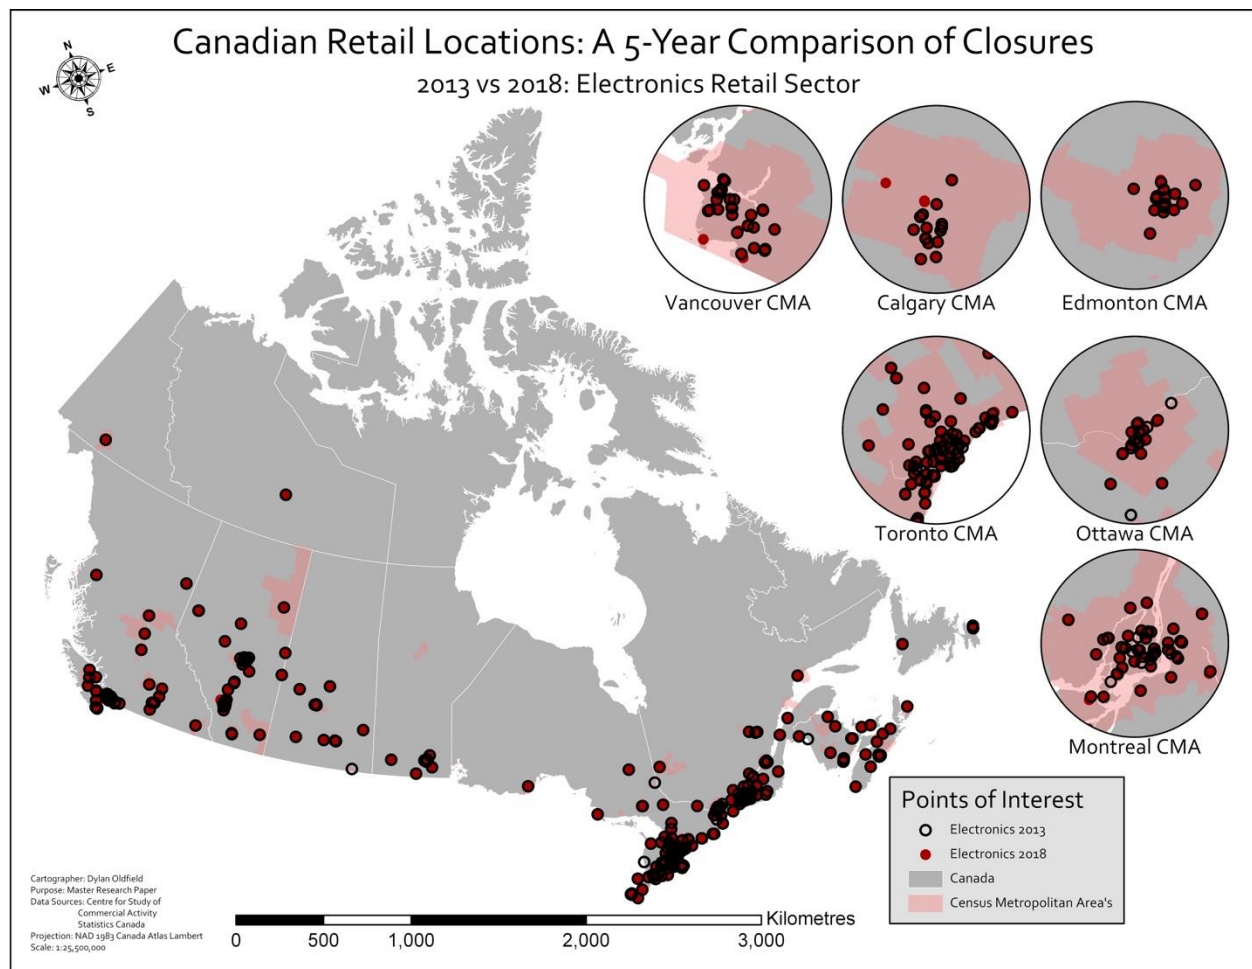 Canadian Retail Locations: A 5-Year Comparison of Closures
2013 vs 2018: Electronics Retail Sector
N
E
W
S
Vancouver CMA
Calgary CMA
Edmonton CMA
Toronto CMA
Ottawa CMA
Montreal CMA
Points of Interest
Electronics 2013
Electronics 2018
Canada
Census Metropolitan Area's
Cartographer: Dylan Oldfield
Purpose: Master Research Paper
Data Sources: Centre for Study of
Commercial Activity
Statistics Canada
Projection: NAD 1983 Canada Atlas Lambert
Scale: 1:25,500,000
Kilometres
0 500 1,000 2,000 3,000